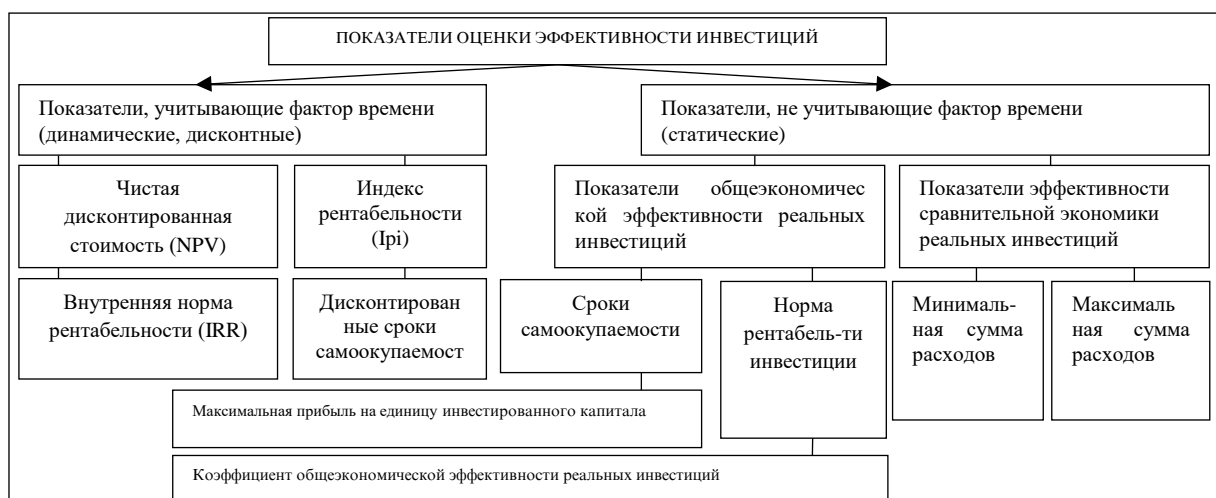 ПОКАЗАТЕЛИ ОЦЕНКИ ЭФФЕКТИВНОСТИ ИНВЕСТИЦИЙ
Показатели, учитывающие фактор времени
(динамические, дисконтные)
Показатели, не учитывающие фактор времени
(статические)
Чистая
дисконтированная
стоимость (NPV)
Индекс
рентабельности
(Ipi)
Показатели общеэкономичес
кой эффективности реальных
инвестиций
Показатели эффективности
сравнительной экономики
реальных инвестиций
Внутренняя норма
рентабельности (IRR)
Дисконтирован
ные сроки
самоокупаемост
Сроки
самоокупаемости
Норма
рентабель-ти
инвестиции
Минималь-
ная сумма
расходов
Максималь
ная сумма
расходов
Максимальная прибыль на единицу инвестированного капитала
Коэффициент общеэкономической эффективности реальных инвестиций